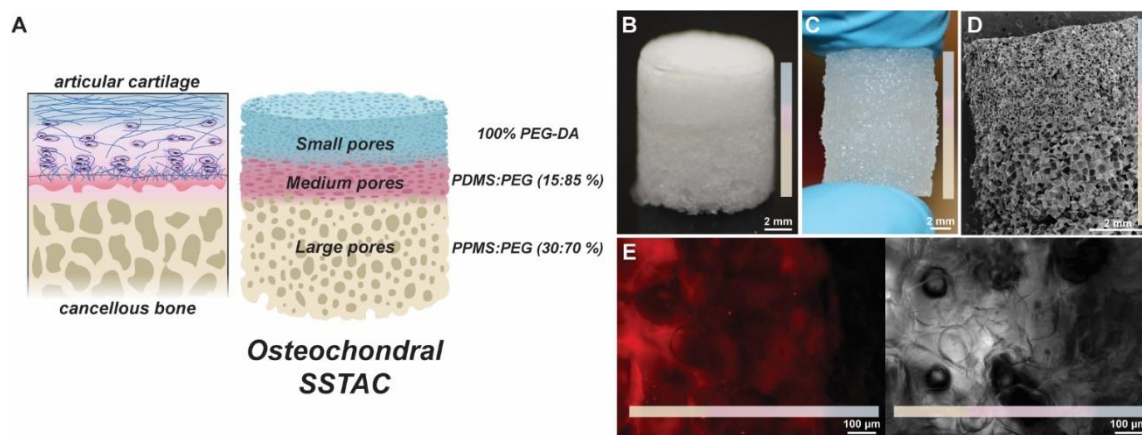 A
articular cartilage
cancellous bone
Small pores
Medium pores
Large pores
100% PEG-DA
PDMS:PEG (15:85 %)
PPMS:PEG (30:70 %)
Osteochondral
SSTAC
B
2 mm
C
2 mm
D
2 mm
E
100 µm
100 µm